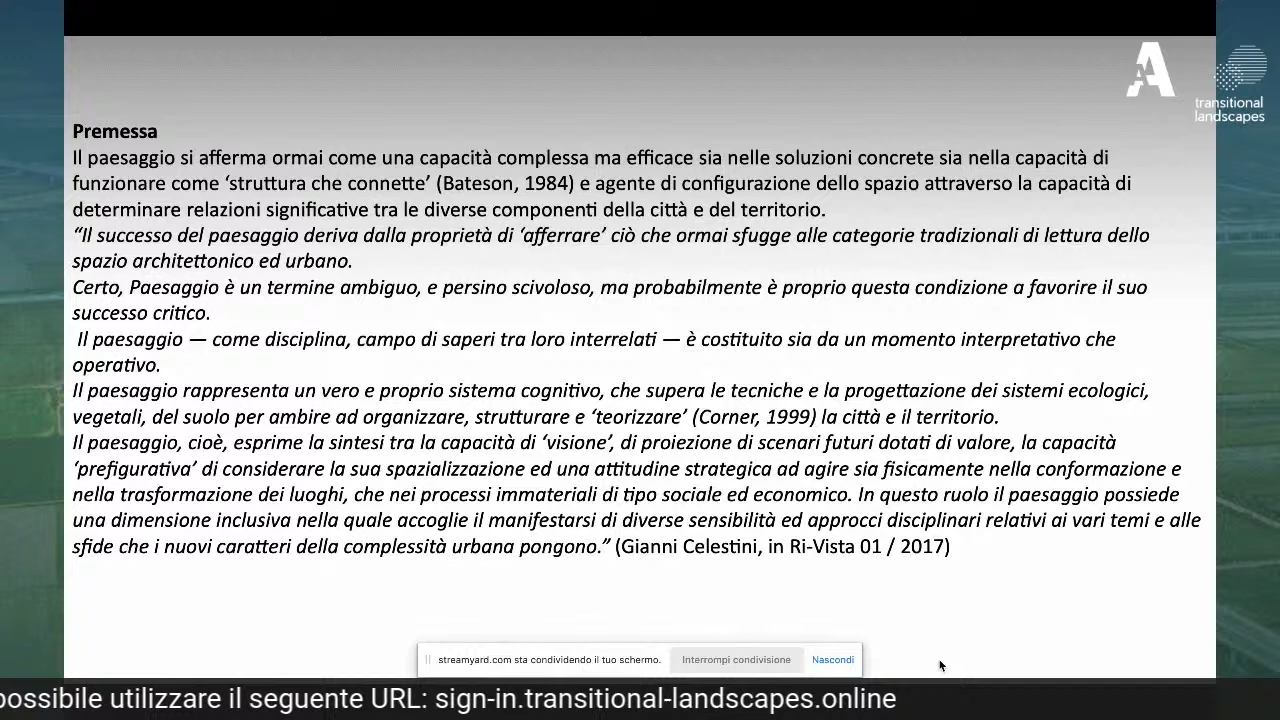 A
transitional
landscapes
Premessa
Il paesaggio si afferma ormai come una capacità complessa ma efficace sia nelle soluzioni concrete sia nella capacità di
funzionare come ‘struttura che connette’ (Bateson, 1984) e agente di configurazione dello spazio attraverso la capacità di
determinare relazioni significative tra le diverse componenti della città e del territorio.
“Il successo del paesaggio deriva dalla proprietà di ‘afferrare’ ciò che ormai sfugge alle categorie tradizionali di lettura dello
spazio architettonico ed urbano.
Certo, Paesaggio è un termine ambiguo, e persino scivoloso, ma probabilmente è proprio questa condizione a favorire il suo
successo critico.
Il paesaggio — come disciplina, campo di saperi tra loro interrelati — è costituito sia da un momento interpretativo che
operativo.
Il paesaggio rappresenta un vero e proprio sistema cognitivo, che supera le tecniche e la progettazione dei sistemi ecologici,
vegetali, del suolo per ambire ad organizzare, strutturare e ‘teorizzare’ (Corner, 1999) la città e il territorio.
Il paesaggio, cioè, esprime la sintesi tra la capacità di ‘visione’, di proiezione di scenari futuri dotati di valore, la capacità
‘prefigurativa’ di considerare la sua spazializzazione ed una attitudine strategica ad agire sia fisicamente nella conformazione e
nella trasformazione dei luoghi, che nei processi immateriali di tipo sociale ed economico. In questo ruolo il paesaggio possiede
una dimensione inclusiva nella quale accoglie il manifestarsi di diverse sensibilità ed approcci disciplinari relativi ai vari temi e alle
sfide che i nuovi caratteri della complessità urbana pongono.” (Gianni Celestini, in Ri-Vista 01 / 2017)
streamyard.com sta condividendo il tuo schermo. Interrompi condivisione Nascondi
possibile utilizzare il seguente URL: sign-in.transitional-landscapes.online